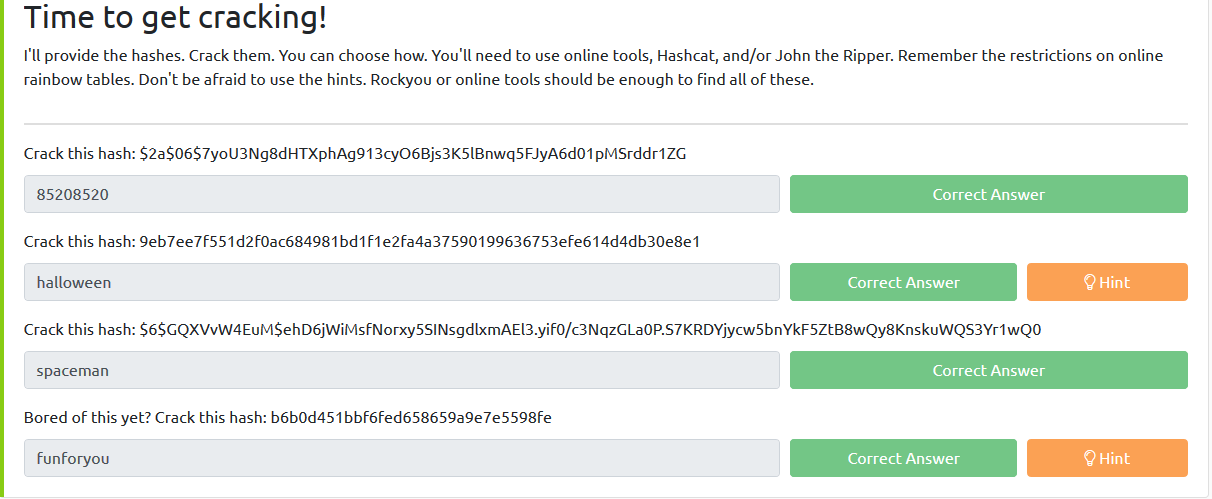 Time to get cracking!
I'll provide the hashes. Crack them. You can choose how. You'll need to use online tools, Hashcat, and/or John the Ripper. Remember the restrictions on online
rainbow tables. Don't be afraid to use the hints. Rockyou or online tools should be enough to find all of these.
Crack this hash: $2a$06$7yoU3Ng8dHTXphAg913cyO6Bjs3K5lBnwq5FJyA6d01pMSrddr1ZG
85208520
Correct Answer
Crack this hash: 9eb7ee7f551d2f0ac684981bd1f1e2fa4a37590199636753efe614d4db30e8e1
halloween
Correct Answer
Hint
Crack this hash: $6$GQXVvW4EuM$ehD6jWiMsfNorxy5SINsgdlxmAEl3.yif0/c3NqzGLa0P.S7KRDYjycw5bnYkF5ZtB8wQy8KnskuWQS3Yr1wQ0
spaceman
Correct Answer
Bored of this yet? Crack this hash: b6b0d451bbf6fed658659a9e7e5598fe
funforyou
Correct Answer
Hint